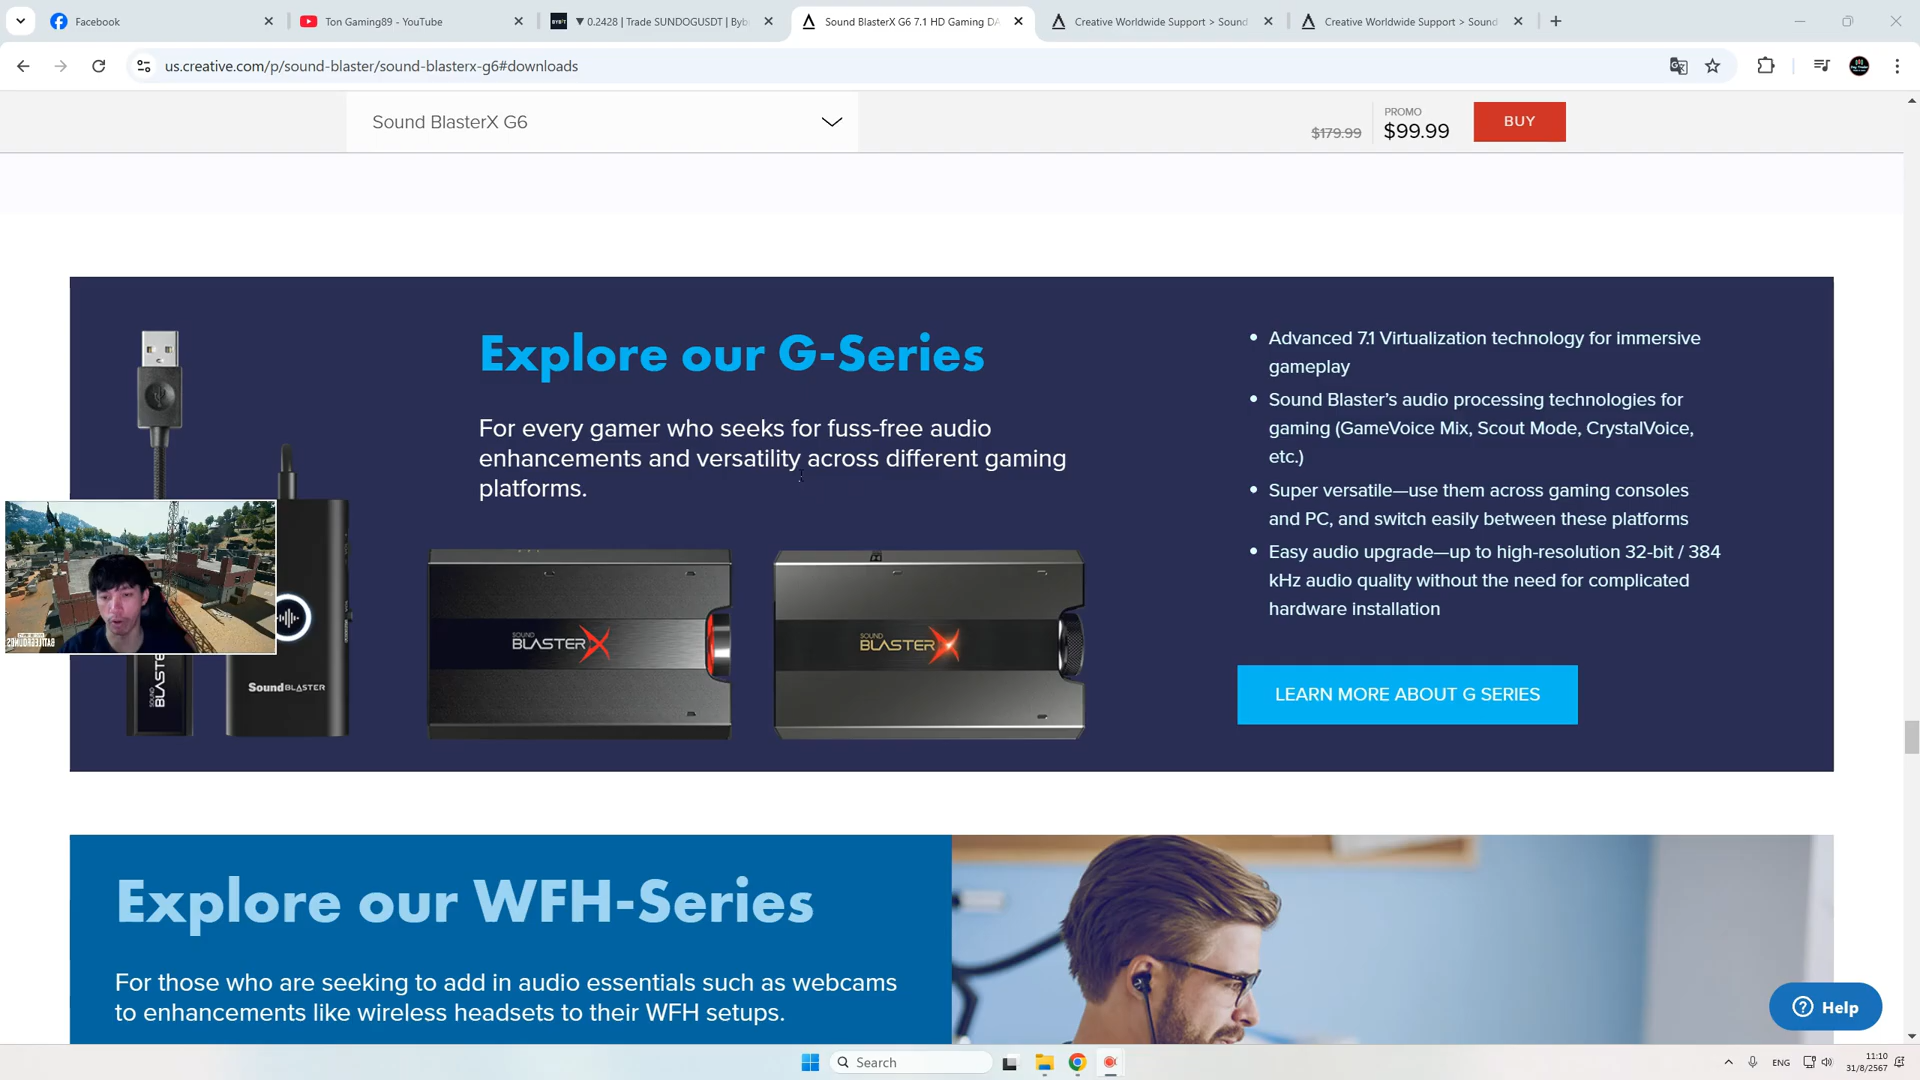 Facebook
Ton Gaming89 - YouTube
▼ 0.2428 | Trade SUNDOGUSDT | Byb
Sound BlasterX G6 7.1 HD Gaming DA
Creative Worldwide Support > Sound
Creative Worldwide Support > Sound
us.creative.com/p/sound-blaster/sound-blasterx-g6#downloads
Sound BlasterX G6
$179.99
PROMO
$99.99
BUY
Explore our G-Series
For every gamer who seeks for fuss-free audio
enhancements and versatility across different gaming
platforms.
SOUND
BLASTERX
SOUND
BLASTERX
Sound BLASTER
• Advanced 7.1 Virtualization technology for immersive
gameplay
• Sound Blaster’s audio processing technologies for
gaming (GameVoice Mix, Scout Mode, CrystalVoice,
etc.)
• Super versatile—use them across gaming consoles
and PC, and switch easily between these platforms
• Easy audio upgrade—up to high-resolution 32-bit / 384
kHz audio quality without the need for complicated
hardware installation
LEARN MORE ABOUT G SERIES
Explore our WFH-Series
For those who are seeking to add in audio essentials such as webcams
to enhancements like wireless headsets to their WFH setups.
Help
Search
ENG
11:10
31/8/2567